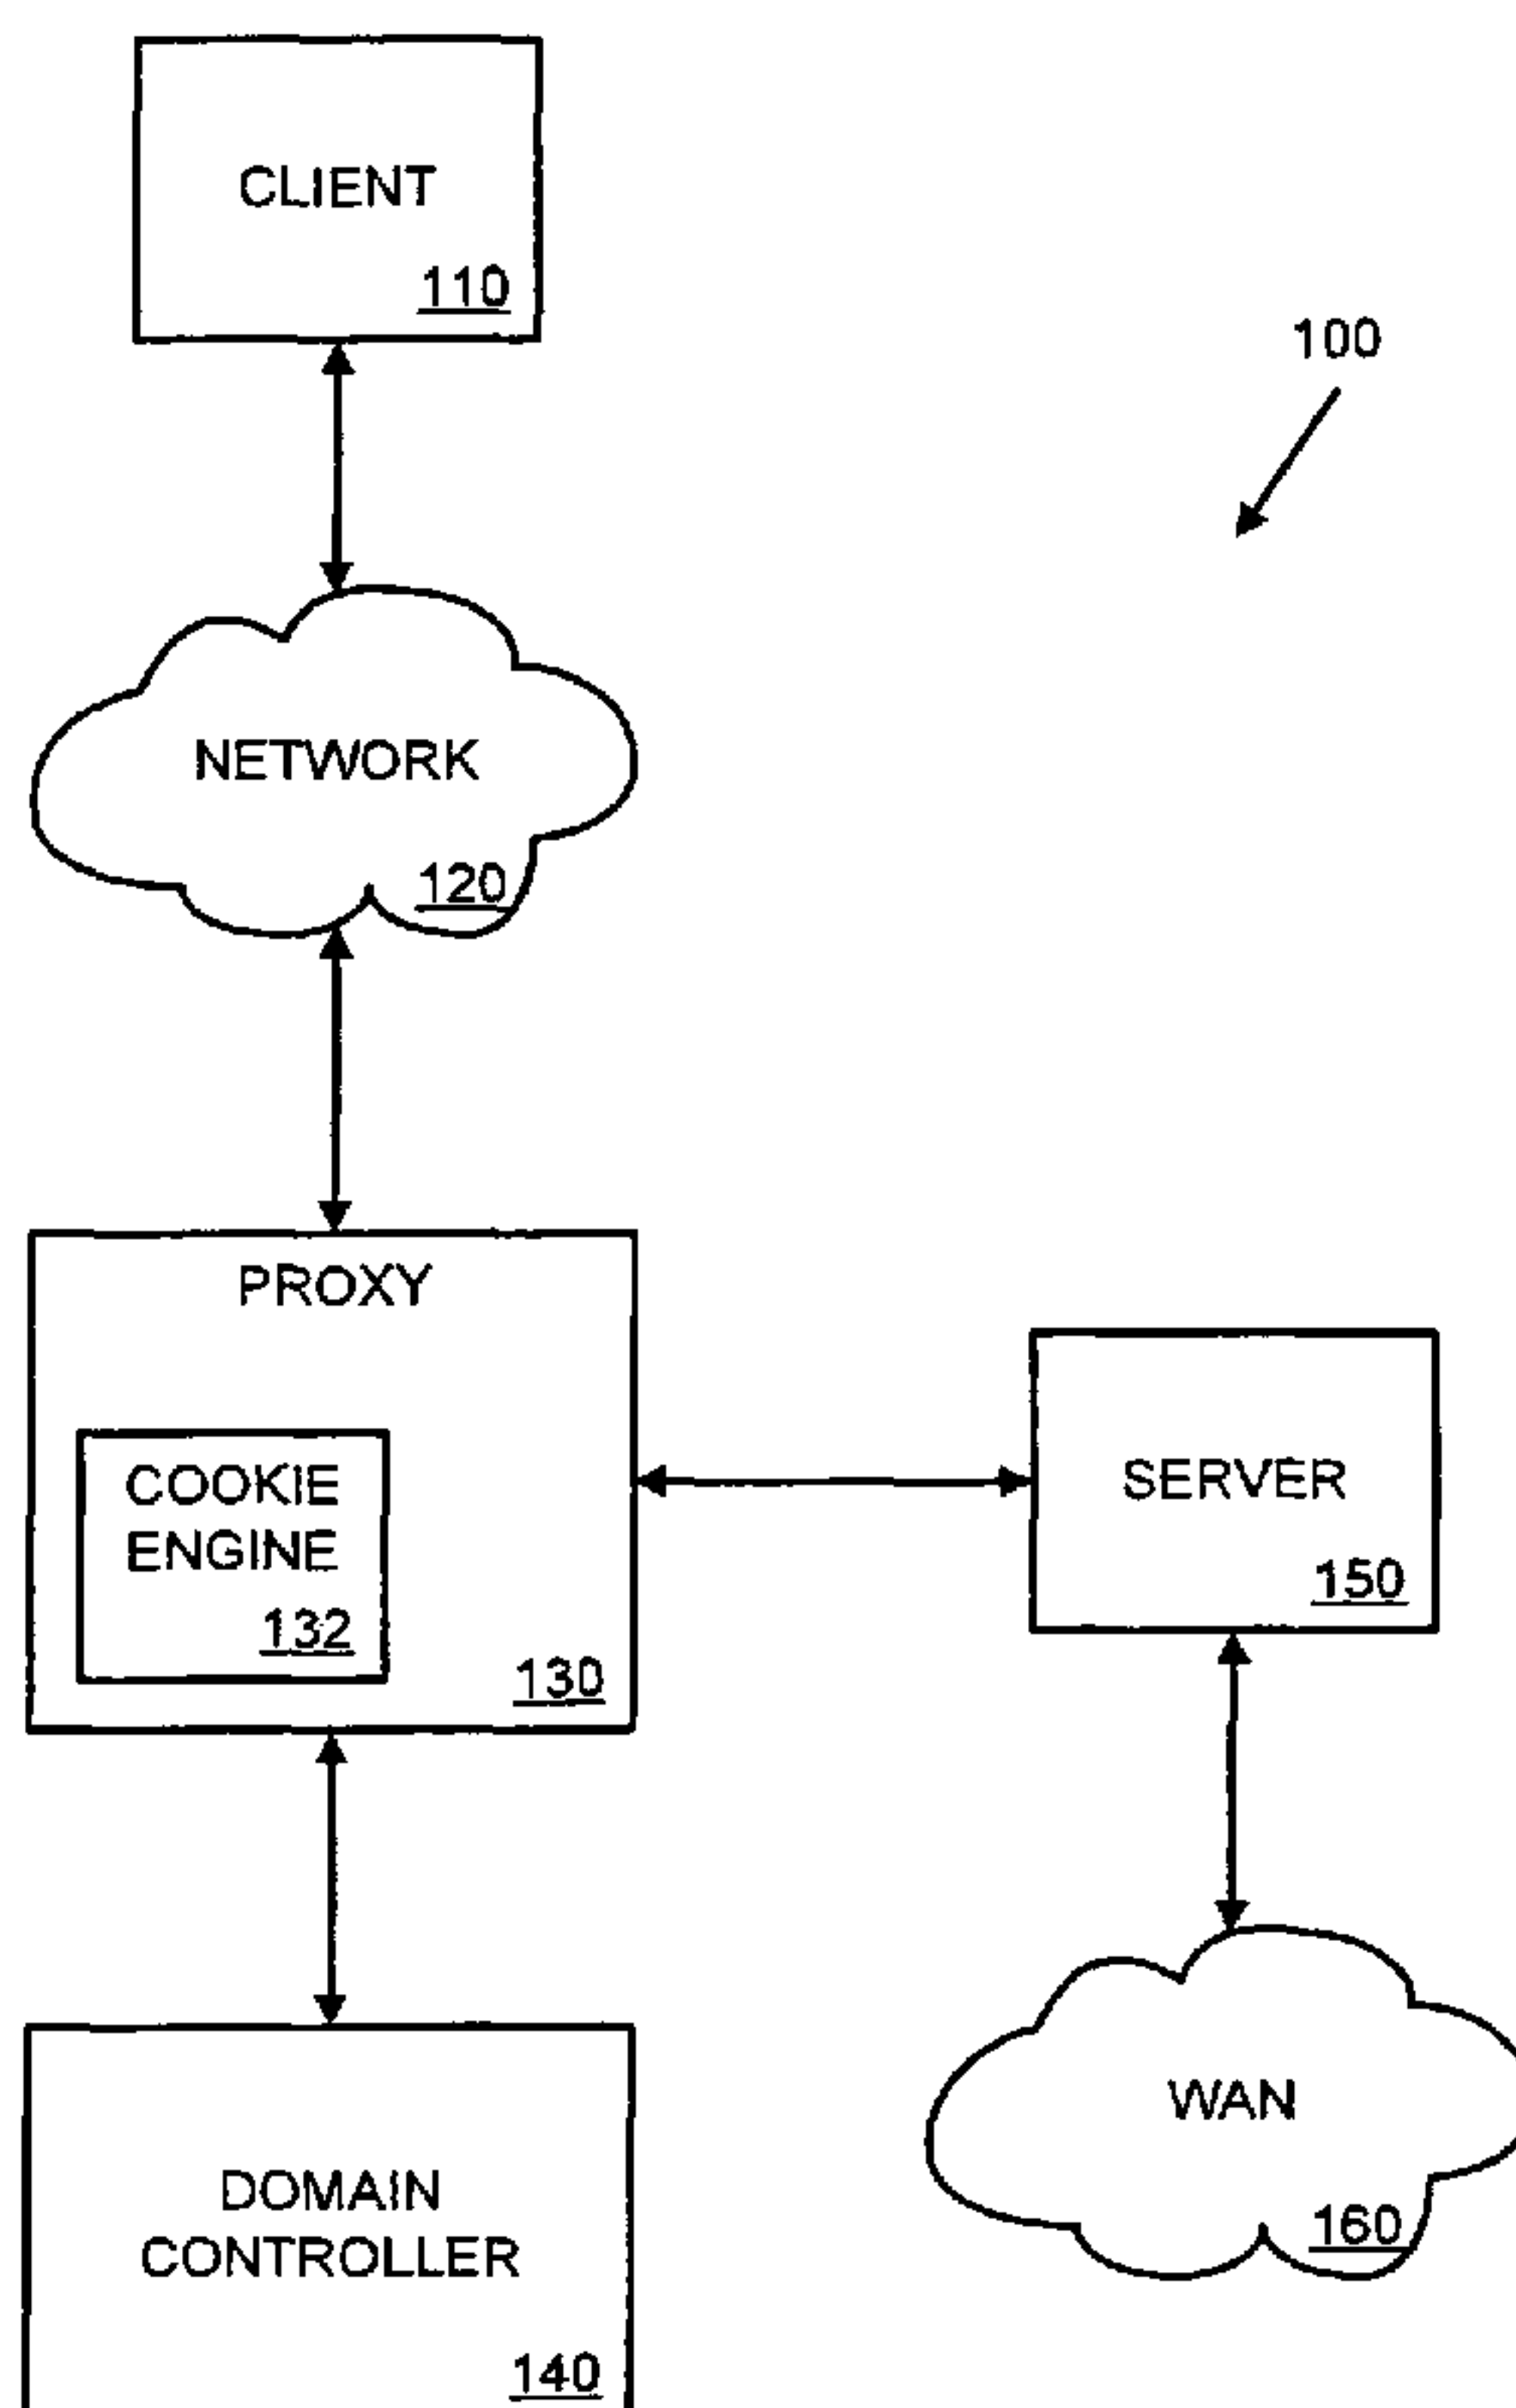 CLIENT
110
100
NETWORK
120
PROXY
COOKIE
ENGINE
132
130
SERVER
150
WAN
160
DOMAIN
CONTROLLER
140